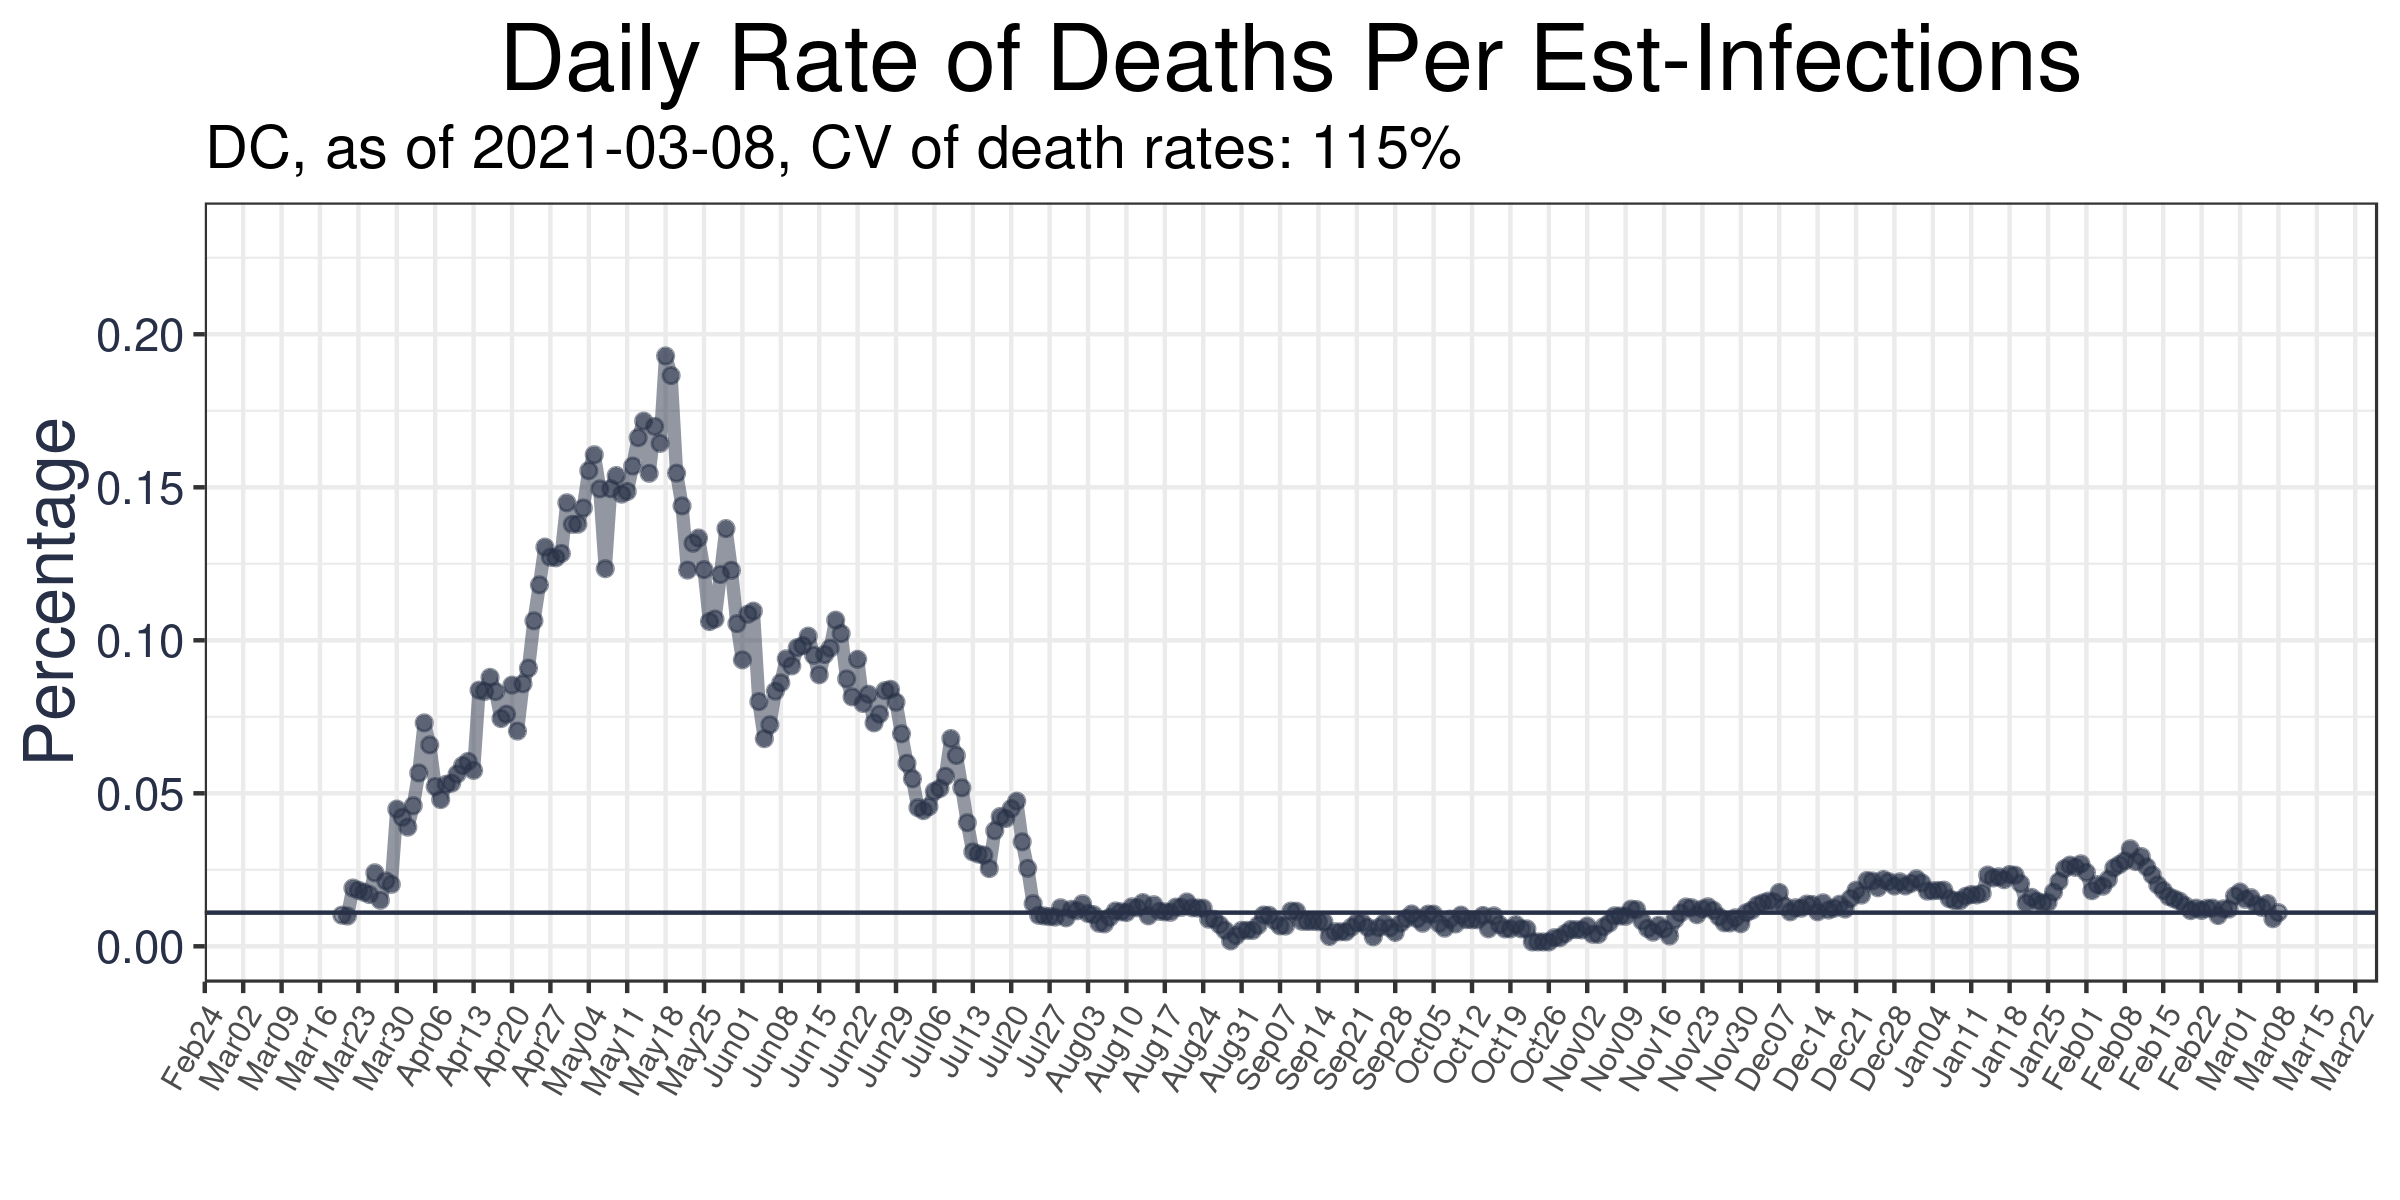 Daily Rate of Deaths Per Est-Infections
DC, as of 2021-03-08, CV of death rates: 115%
Percentage
0.20
0.15
0.10
0.05
0.00
Feb24
Mar02
Mar09
Mar16
Mar23
Mar30
Apr06
Apr13
Apr20
Apr27
May04
May11
May18
May25
Jun01
Jun08
Jun15
Jun22
Jun29
Jul06
Jul13
Jul20
Jul27
Aug03
Aug10
Aug17
Aug24
Aug31
Sep07
Sep14
Sep21
Sep28
Oct05
Oct12
Oct19
Oct26
Nov02
Nov09
Nov16
Nov23
Nov30
Dec07
Dec14
Dec21
Dec28
Jan04
Jan11
Jan18
Jan25
Feb01
Feb08
Feb15
Feb22
Mar01
Mar08
Mar15
Mar22